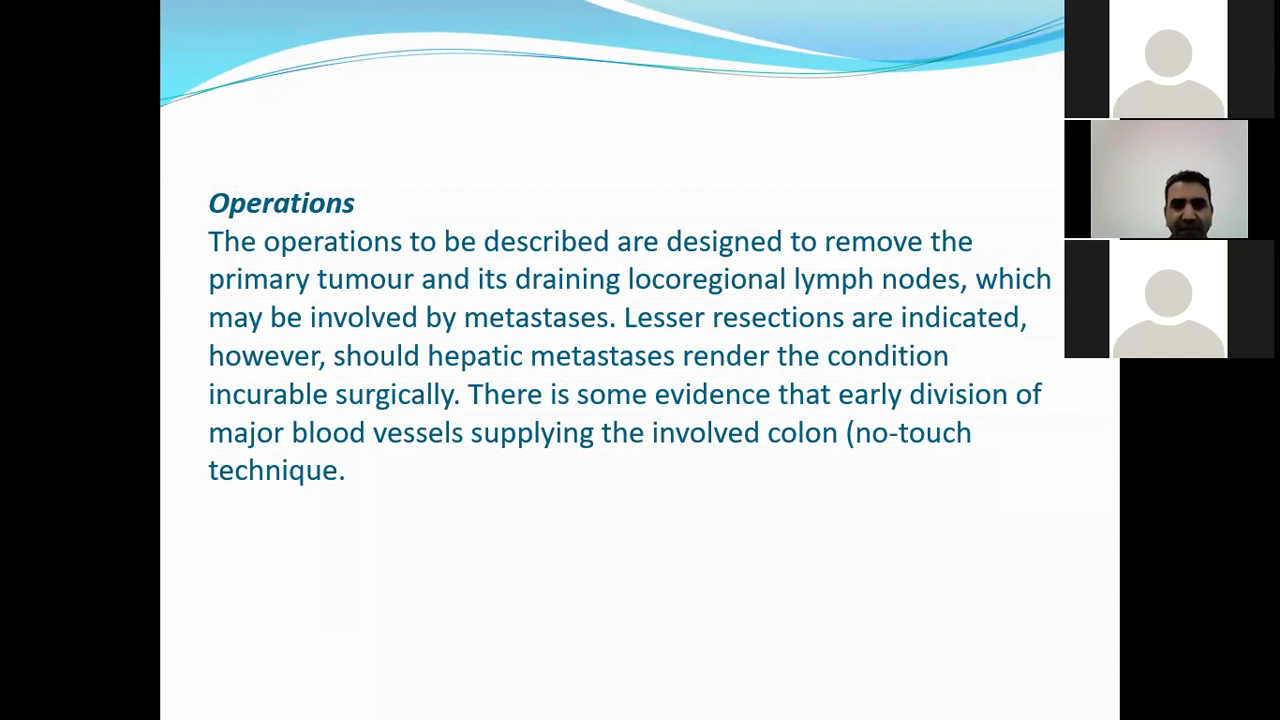 Operations
The operations to be described are designed to remove the
primary tumour and its draining locoregional lymph nodes, which
may be involved by metastases. Lesser resections are indicated,
however, should hepatic metastases render the condition
incurable surgically. There is some evidence that early division of
major blood vessels supplying the involved colon (no-touch
technique.